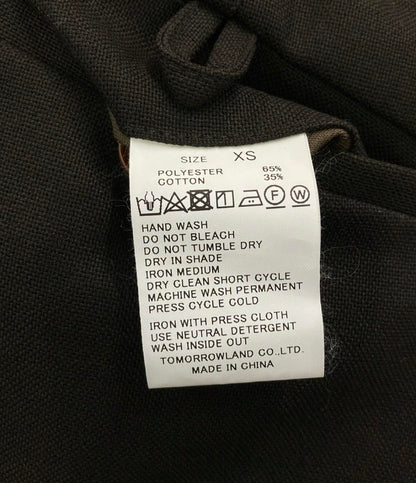 SIZE XS
POLYESTER 65%
COTTON 35%
F W
HAND WASH
DO NOT BLEACH
DO NOT TUMBLE DRY
DRY IN SHADE
IRON MEDIUM
DRY CLEAN SHORT CYCLE
MACHINE WASH PERMANENT
PRESS CYCLE COLD
IRON WITH PRESS CLOTH
USE NEUTRAL DETERGENT
WASH INSIDE OUT
TOMORROWLAND CO.,LTD.
MADE IN CHINA